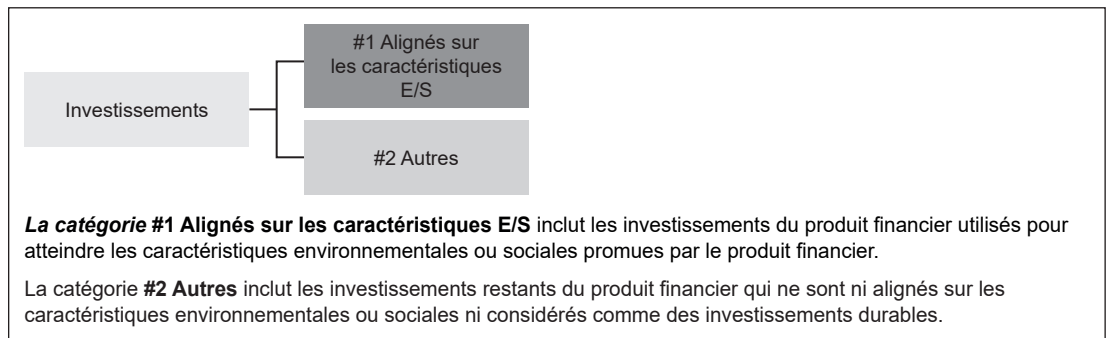 #1 Alignés sur
les caractéristiques
E/S
Investissements
#2 Autres
La catégorie #1 Alignés sur les caractéristiques E/S inclut les investissements du produit financier utilisés pour
atteindre les caractéristiques environnementales ou sociales promues par le produit financier.
La catégorie #2 Autres inclut les investissements restants du produit financier qui ne sont ni alignés sur les
caractéristiques environnementales ou sociales ni considérés comme des investissements durables.